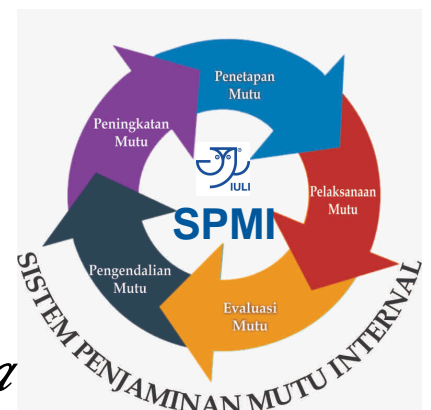 Penetapan
Mutu
Peningkatan
Mutu
IULI
SPMI
Pelaksanaan
Mutu
Pengendalian
Mutu
Evaluasi
Mutu
SISTEM PENJAMINAN MUTU INTERNAL
a